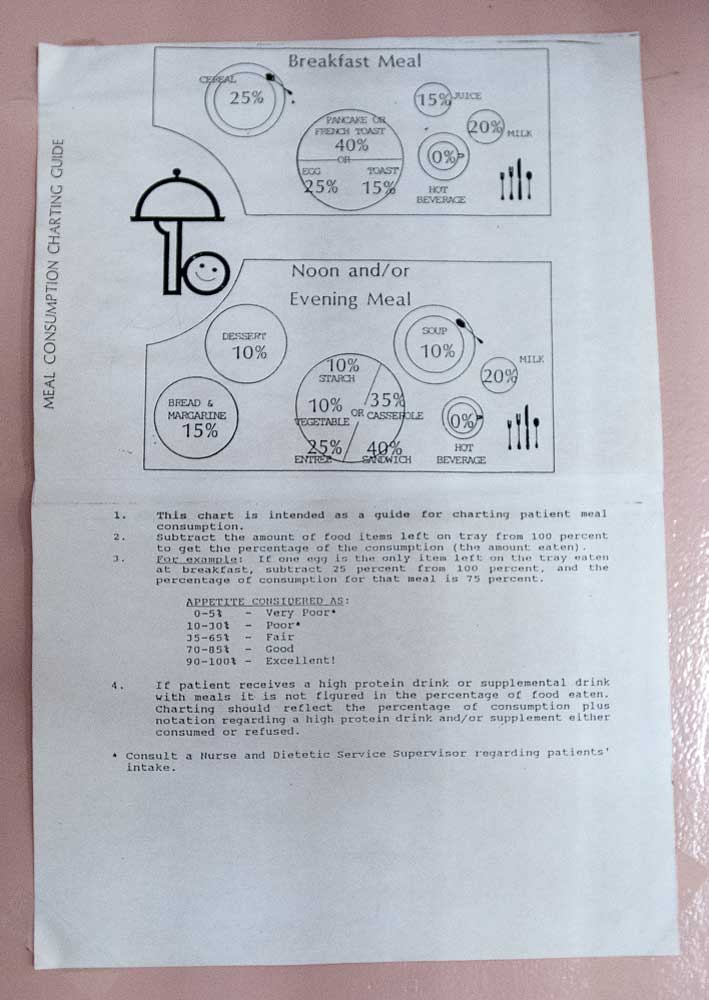 MEAL CONSUMPTION CHARTING GUIDE
Breakfast Meal
CEREAL
25%
15% JUICE
20% MILK
PANCAKE OR
FRENCH TOAST
40%
OR
EGG
25%
TOAST
15%
0%
HOT
BEVERAGE
Noon and/or
Evening Meal
DESSERT
10%
SOUP
10%
MILK
20%
10%
STARCH
BREAD &
MARGARINE
15%
10%
VEGETABLE
OR
35%
CASSEROLE
25%
ENTREE
40%
SANDWICH
0%
HOT
BEVERAGE
1. This chart is intended as a guide for charting patient meal
consumption.
2. Subtract the amount of food items left on tray from 100 percent
to get the percentage of the consumption (the amount eaten).
3. For example: If one egg is the only item left on the tray eaten
at breakfast, subtract 25 percent from 100 percent, and the
percentage of consumption for that meal is 75 percent.
APPETITE CONSIDERED AS:
0-5% - Very Poor*
10-30% - Poor*
35-65% - Fair
70-85% - Good
90-100% - Excellent!
4. If patient receives a high protein drink or supplemental drink
with meals it is not figured in the percentage of food eaten.
Charting should reflect the percentage of consumption plus
notation regarding a high protein drink and/or supplement either
consumed or refused.
* Consult a Nurse and Dietetic Service Supervisor regarding patients'
intake.